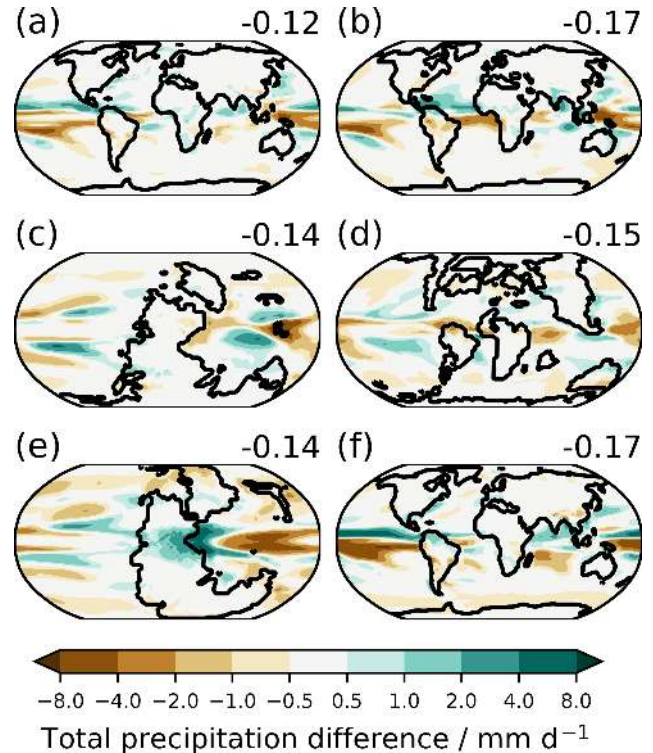 (a) -0.12 (b) -0.17
(c) -0.14 (d) -0.15
(e) -0.14 (f) -0.17
−8.0 −4.0 −2.0 −1.0 −0.5 0.5 1.0 2.0 4.0 8.0
Total precipitation difference / mm d⁻¹